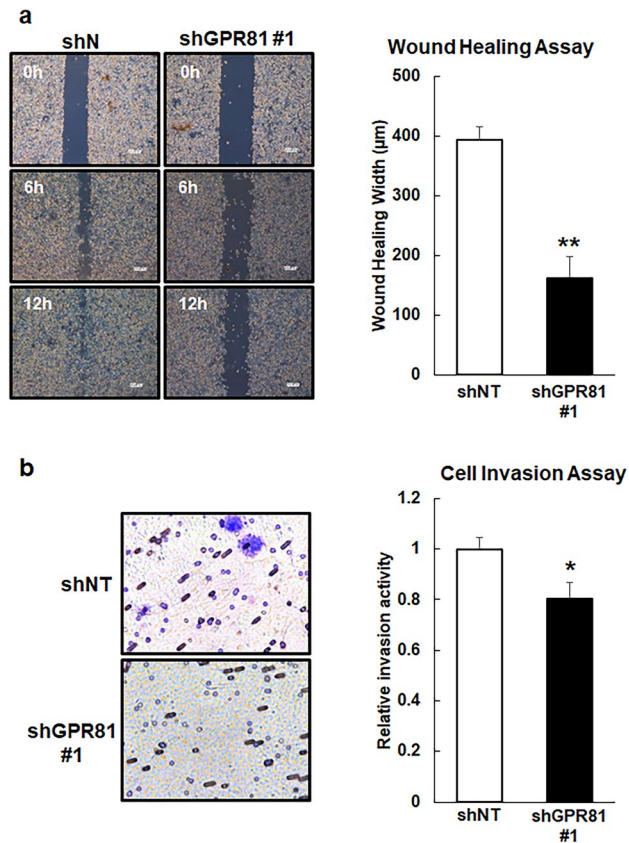 a
shN
shGPR81 #1
0h
0h
6h
6h
12h
12h
Wound Healing Assay
Wound Healing Width (µm)
500
400
300
200
100
0
**
shNT
shGPR81
#1
b
shNT
shGPR81
#1
Cell Invasion Assay
Relative invasion activity
1.2
1
0.8
0.6
0.4
0.2
0
*
shNT
shGPR81
#1